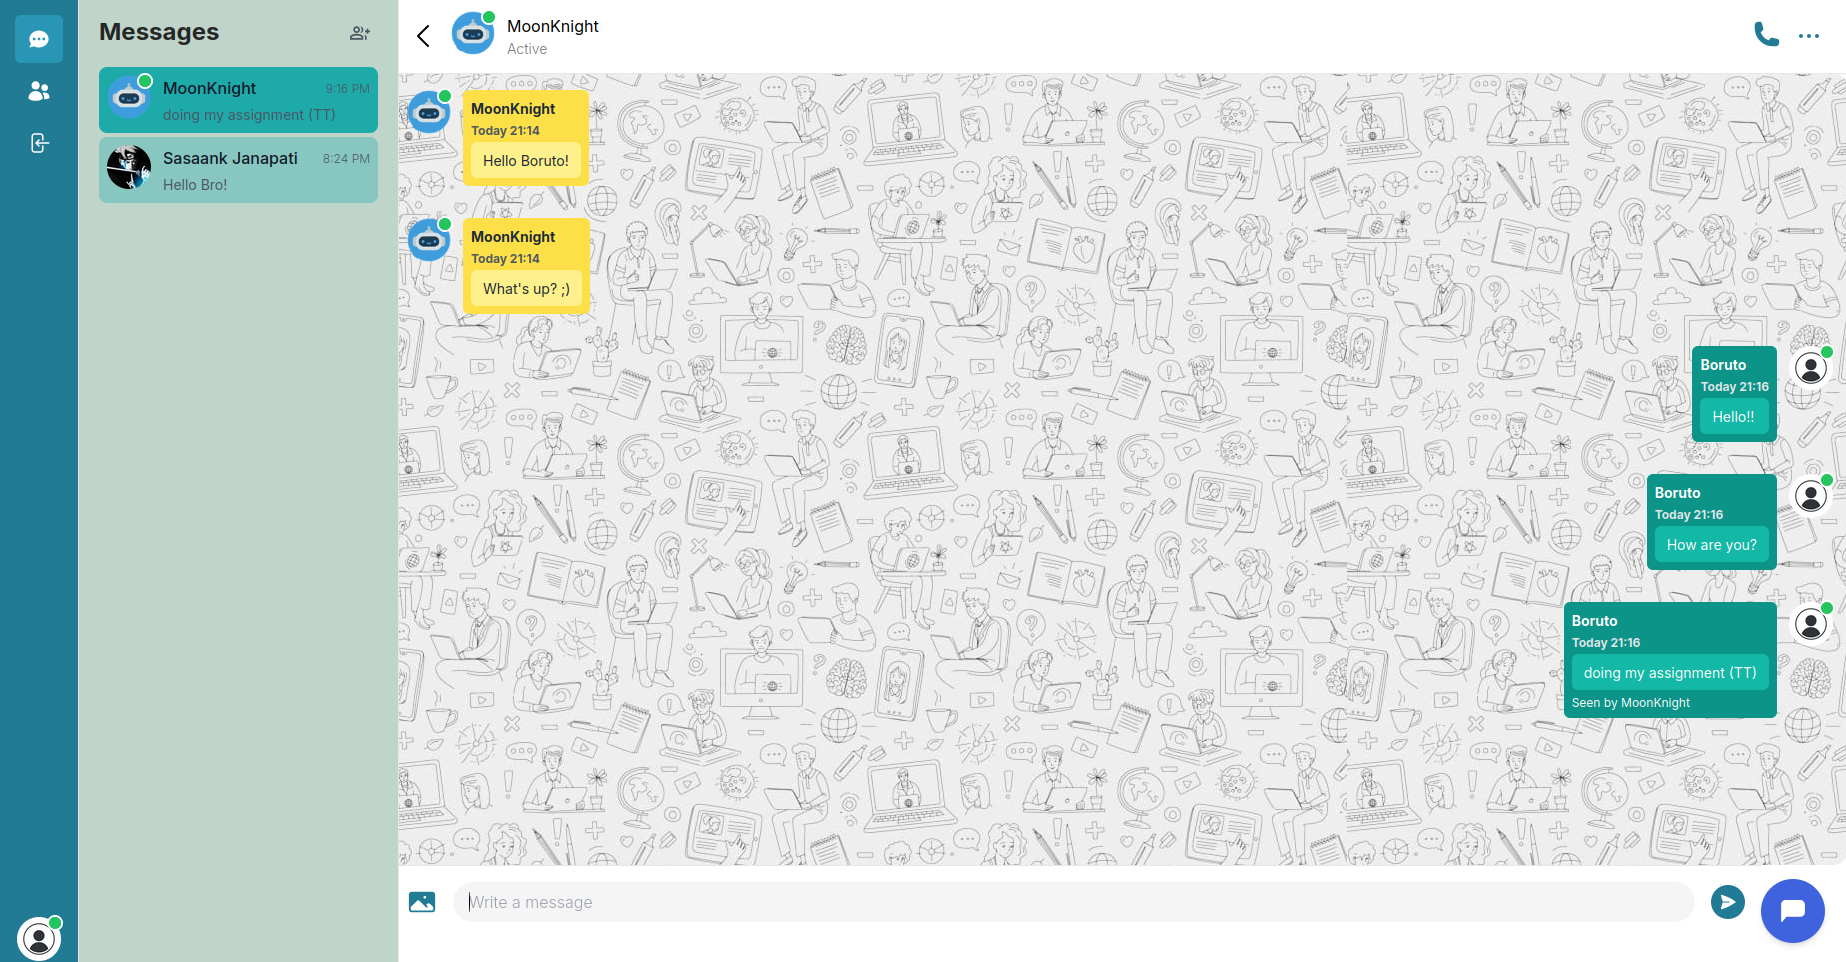 Messages
MoonKnight
9:16 PM
doing my assignment (TT)
Sasaank Janapati
8:24 PM
Hello Bro!
MoonKnight
Active
MoonKnight
Today 21:14
Hello Boruto!
MoonKnight
Today 21:14
What's up? ;)
Boruto
Today 21:16
Hello!!
Boruto
Today 21:16
How are you?
Boruto
Today 21:16
doing my assignment (TT)
Seen by MoonKnight
Write a message